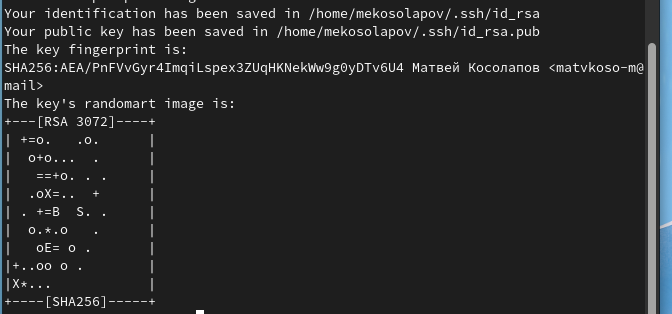 Your identification has been saved in /home/mekosolapov/.ssh/id_rsa
Your public key has been saved in /home/mekosolapov/.ssh/id_rsa.pub
The key fingerprint is:
SHA256:AEA/PnFVvGyr4ImqiLspex3ZUqHKNekWw9g0yDTv6U4 Матвей Косолапов <matvkoso-m@
mail>
The key's randomart image is:
+---[RSA 3072]----+
| +=o.   .o.      |
|  o+o...  .      |
|   ==+o. . .     |
|  .oX=..  +      |
| . +=B  S. .     |
|  o.*.o   .      |
|   oE= o .       |
|+..oo o .        |
|X*...            |
+----[SHA256]-----+